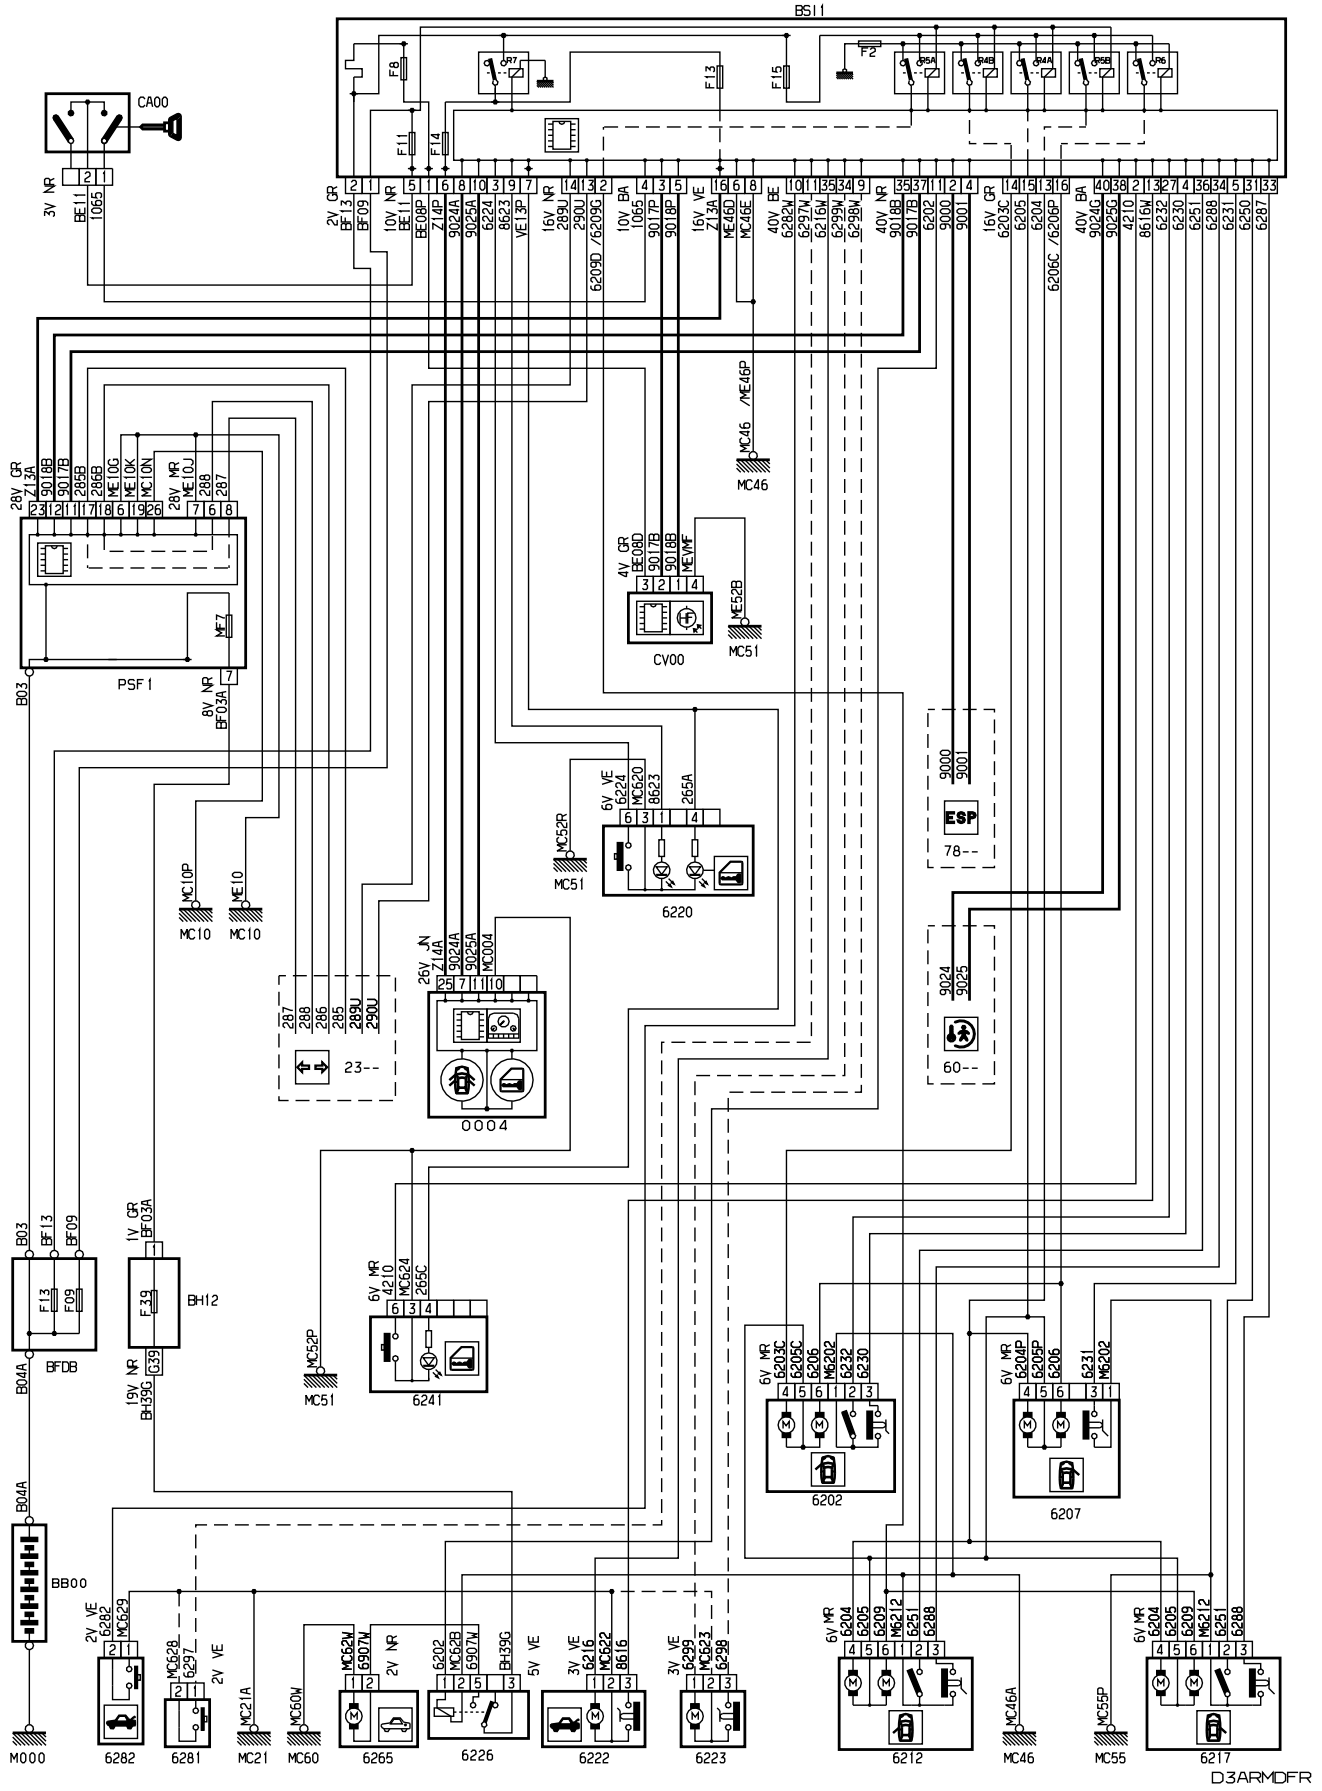 BSI1
F2
F8
R7
F13
F15
R5A
R4B
R4A
R5B
R6
CA00
F11
F14
2 1
3V NR
BE11
1065
2 1 5 1 6 8 10 3 9 7 14 13 2 4 3 5 16 6 8 10 11 35 34 9 35 37 11 2 4 14 15 13 16 40 38 2 13 27 4 36 34 5 31 33
2V GR
BF13
BF09
10V NR
BE11
BE08P
Z14P
9024A
9025A
6224
8623
VE13P
16V NR
289U
290U
6209D /6209G
10V BA
1065
9017P
9018P
16V VE
Z13A
ME46D
MC46E
40V BE
6282W
6297W
6216W
6299W
6298W
40V NR
9018B
9017B
6202
9000
9001
16V GR
6203C
6205
6204
6206C /6206P
40V BA
9024G
9025G
4210
8616W
6232
6230
6251
6288
6231
6250
6287
MC46 /ME46P
MC46
28V GR
Z13A
9018B
9017B
285B
286B
ME10G
ME10K
MC10N
28V MR
ME10J
288
287
23 12 11 17 18 6 19 26 7 6 8
MF7
PSF1
B03
7
8V NR
BF03A
4V GR
BE08D
9017B
9018B
MEVMF
3 2 1 4
HF
CV00
ME52B
MC51
9000
9001
ESP
78--
9024
9025
60--
6V VE
6224
MC620
8623
265A
6 3 1 4
6220
MC52R
MC51
MC10P
MC10
ME10
MC10
26V JN
Z14A
9024A
9025A
MC004
25 7 11 10
0004
287
288
286
285
289U
290U
23--
B03
BF13
BF09
F13
F09
BFDB
1V GR
BF03A
1
F39
BH12
G39
19V NR
BH39G
B04A
B04A
BB00
M000
6V MR
4210
MC624
265C
6 3 4
6241
MC52P
MC51
6V MR
6203C
6205C
6206
M6202
6232
6230
4 5 6 1 2 3
M
M
6202
6V MR
6204P
6205P
6206
6231
M6202
4 5 6 3 1
M
M
6207
2V VE
6282
MC629
2 1
6282
MC628
6297
2V VE
2 1
6281
MC21A
MC21
MC60W
MC60
MC62W
6907W
2V NR
1 2
M
6265
6202
MC62B
6907W
BH39G
5V VE
1 2 5 3
6226
3V VE
6216
MC622
8616
1 2 3
M
6222
3V VE
6299
MC623
6298
1 2 3
M
6223
6V MR
6204
6205
6209
M6212
6251
6288
4 5 6 1 2 3
M
M
6212
MC46A
MC46
MC55P
MC55
6V MR
6204
6205
6209
M6212
6251
6288
4 5 6 1 2 3
M
M
6217
D3ARMDFR